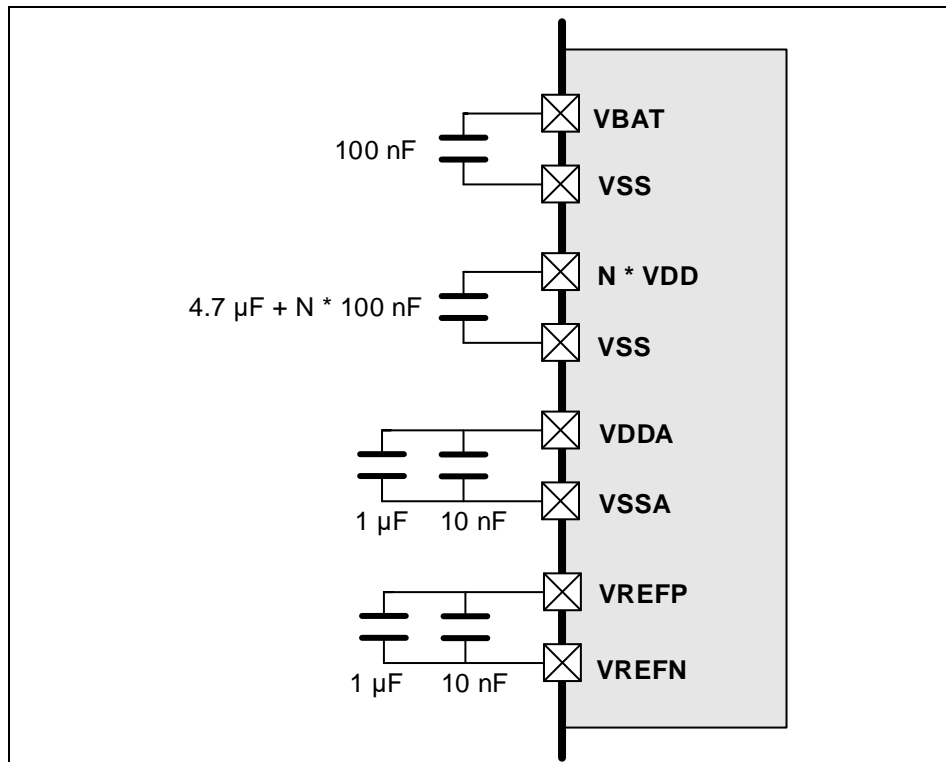 VBAT
100 nF
VSS
N * VDD
4.7 µF + N * 100 nF
VSS
VDDA
VSSA
1 µF 10 nF
VREFP
VREFN
1 µF 10 nF